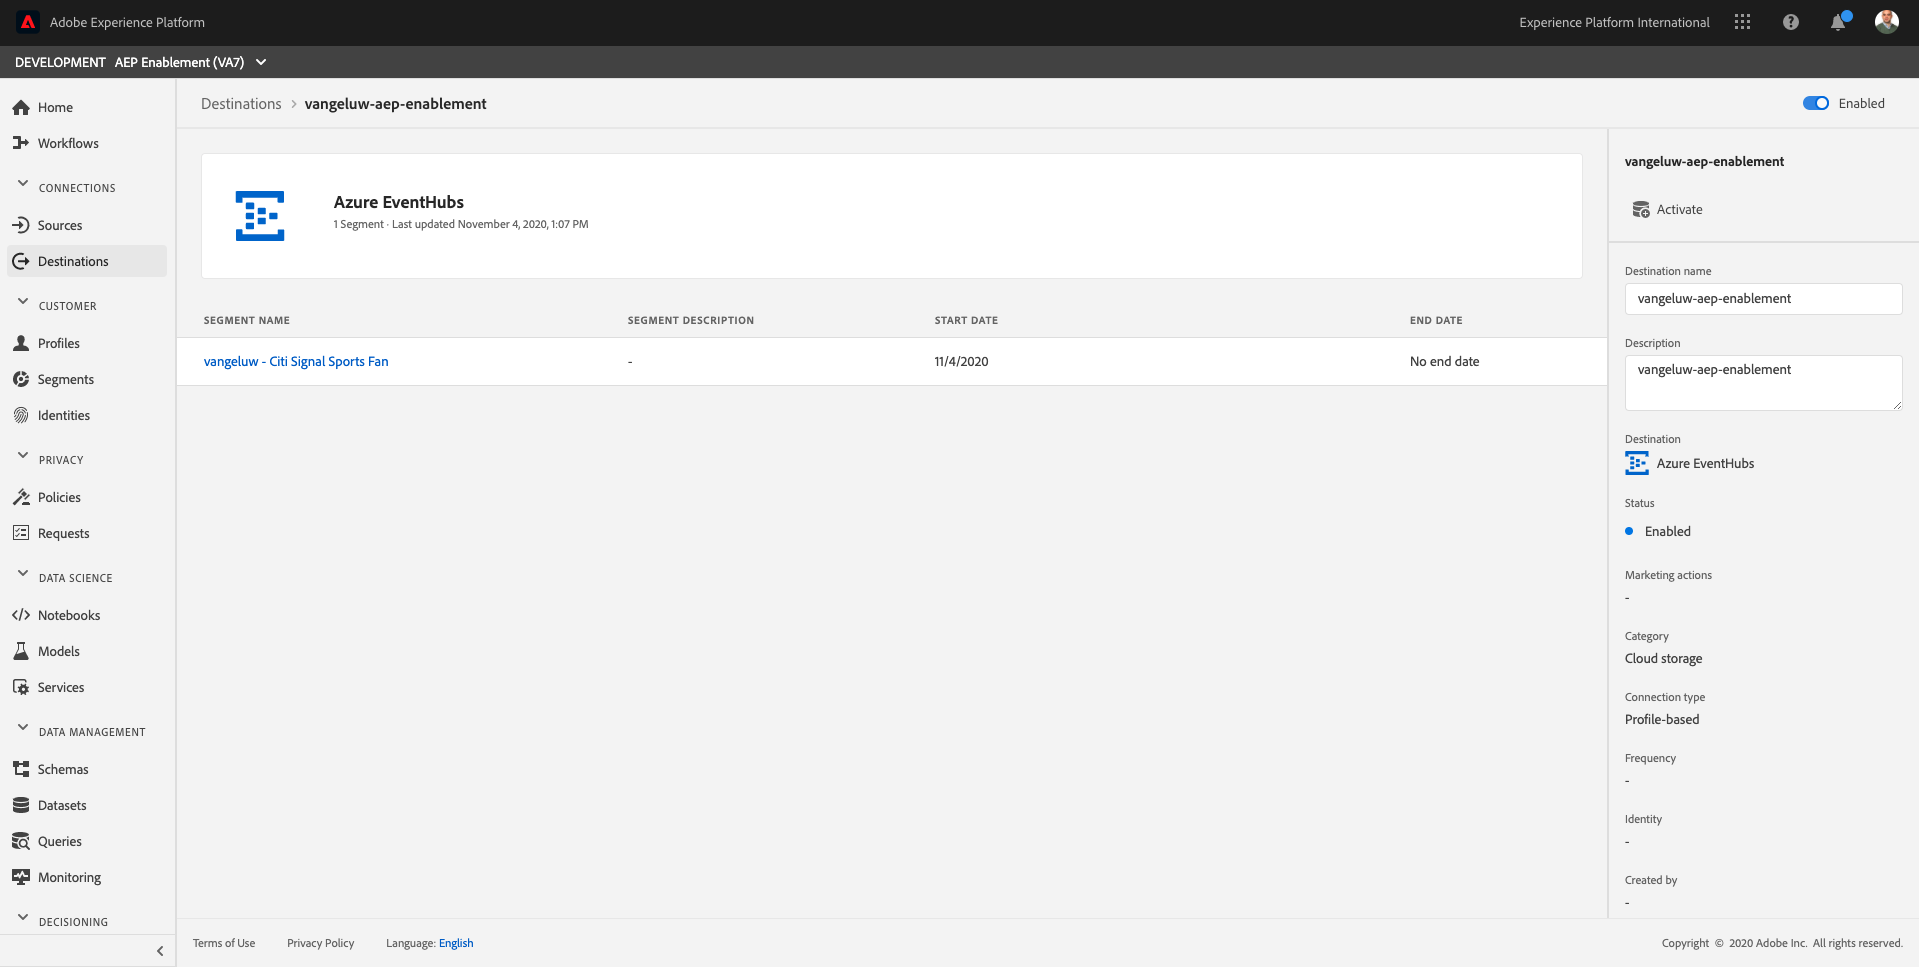 Adobe Experience Platform
Experience Platform International
DEVELOPMENT AEP Enablement (VA7)
Home
Workflows
CONNECTIONS
Sources
Destinations
CUSTOMER
Profiles
Segments
Identities
PRIVACY
Policies
Requests
DATA SCIENCE
Notebooks
Models
Services
DATA MANAGEMENT
Schemas
Datasets
Queries
Monitoring
DECISIONING
Destinations > vangeluw-aep-enablement
Enabled
Azure EventHubs
1 Segment · Last updated November 4, 2020, 1:07 PM
SEGMENT NAME SEGMENT DESCRIPTION START DATE END DATE
vangeluw - Citi Signal Sports Fan - 11/4/2020 No end date
vangeluw-aep-enablement
Activate
Destination name
vangeluw-aep-enablement
Description
vangeluw-aep-enablement
Destination
Azure EventHubs
Status
Enabled
Marketing actions
-
Category
Cloud storage
Connection type
Profile-based
Frequency
-
Identity
-
Created by
-
Terms of Use Privacy Policy Language: English
Copyright © 2020 Adobe Inc. All rights reserved.